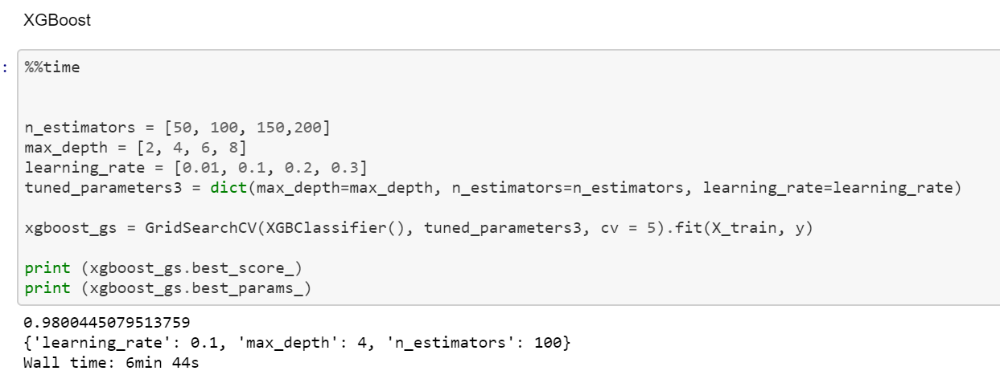 XGBoost
: %%time
n_estimators = [50, 100, 150,200]
max_depth = [2, 4, 6, 8]
learning_rate = [0.01, 0.1, 0.2, 0.3]
tuned_parameters3 = dict(max_depth=max_depth, n_estimators=n_estimators, learning_rate=learning_rate)
xgboost_gs = GridSearchCV(XGBClassifier(), tuned_parameters3, cv = 5).fit(X_train, y)
print (xgboost_gs.best_score_)
print (xgboost_gs.best_params_)
0.9800445079513759
{'learning_rate': 0.1, 'max_depth': 4, 'n_estimators': 100}
Wall time: 6min 44s